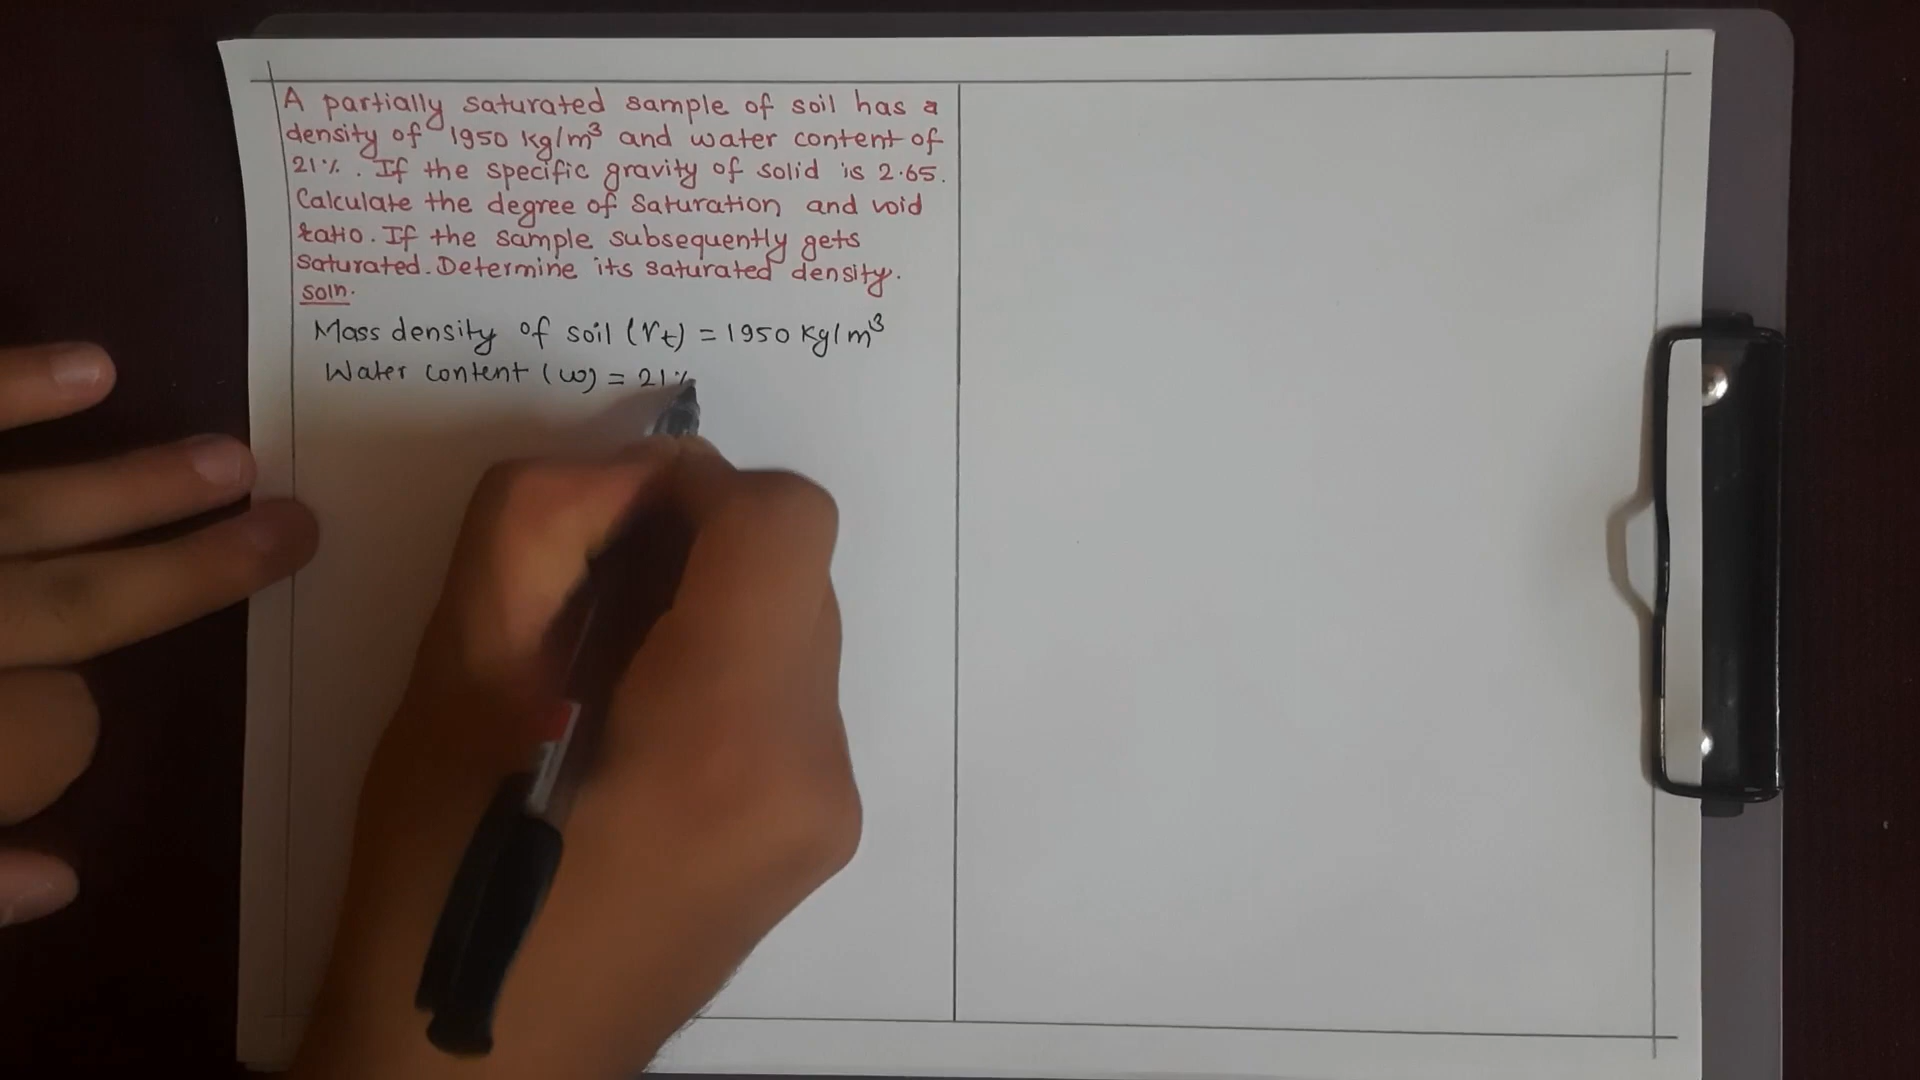 A partially saturated sample of soil has a
density of 1950 kg/m³ and water content of
21%. If the specific gravity of solid is 2.65.
Calculate the degree of Saturation and void
ratio. If the sample subsequently gets
saturated. Determine its saturated density.
Soln.
Mass density of soil (γt) = 1950 Kg/m³
Water content (w) = 21%